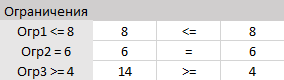 Ограничения
Огр1 <= 8 8 <= 8
Огр2 = 6 6 = 6
Огр3 >= 4 14 >= 4